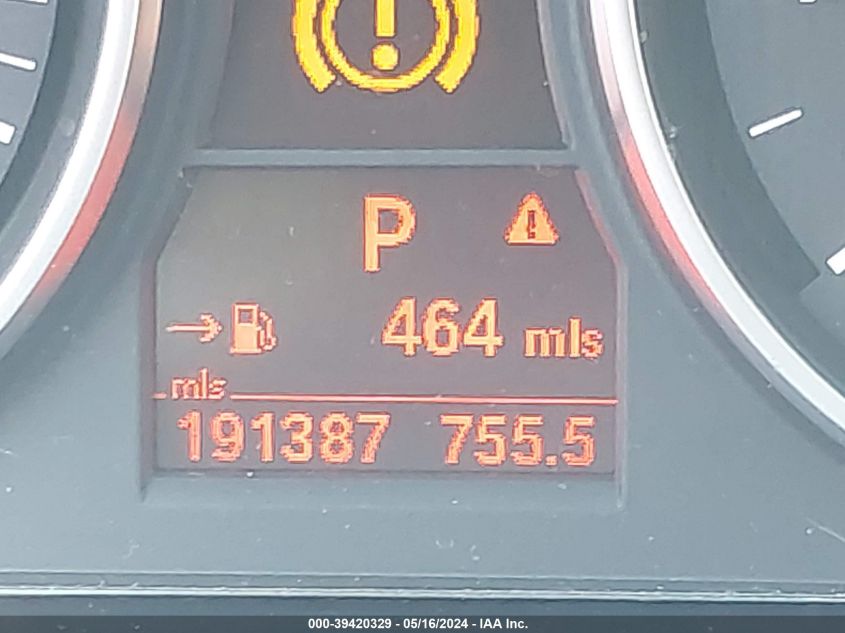 P
464 mls
mls
191387 755.5
000-39420329 - 05/16/2024 - IAA Inc.